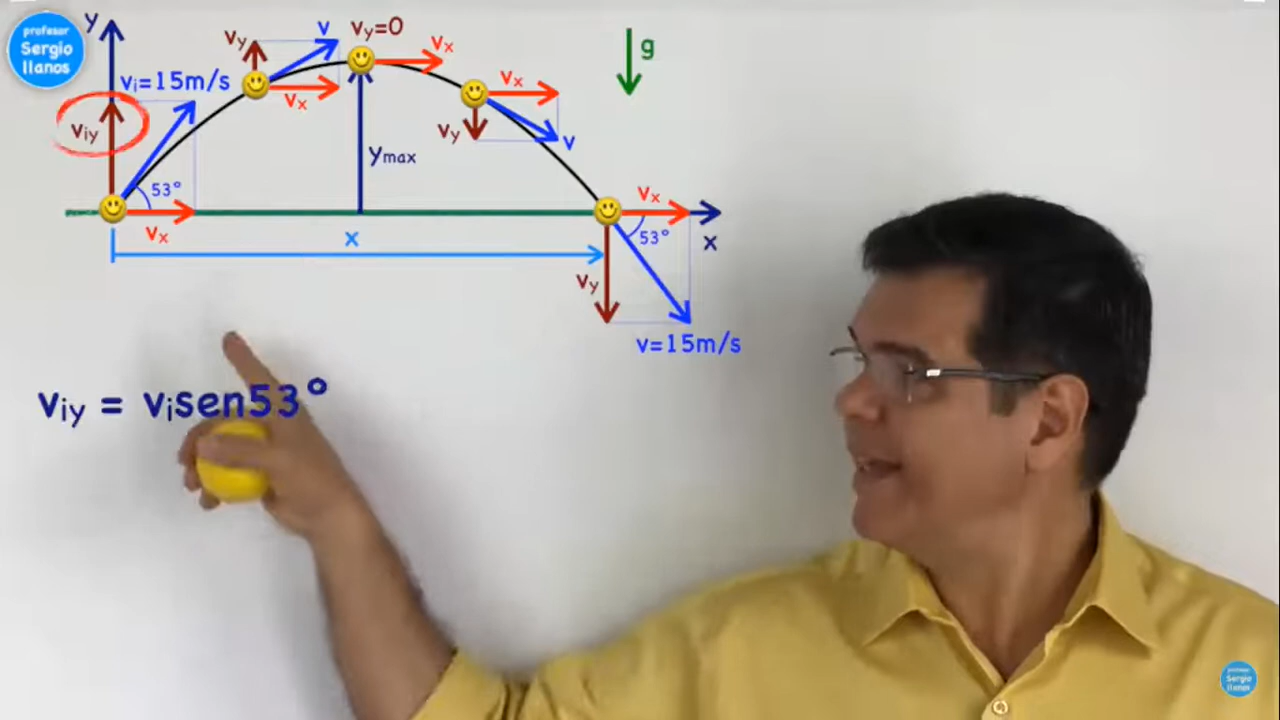 profesor
Sergio
llanos
y
vᵢ=15m/s
vᵢy
53°
vₓ
vy
v
vₓ
vy=0
vₓ
ymax
vₓ
vy
v
g
x
vₓ
53°
x
vy
v=15m/s
vᵢy = vᵢsen53°
profesor
Sergio
llanos